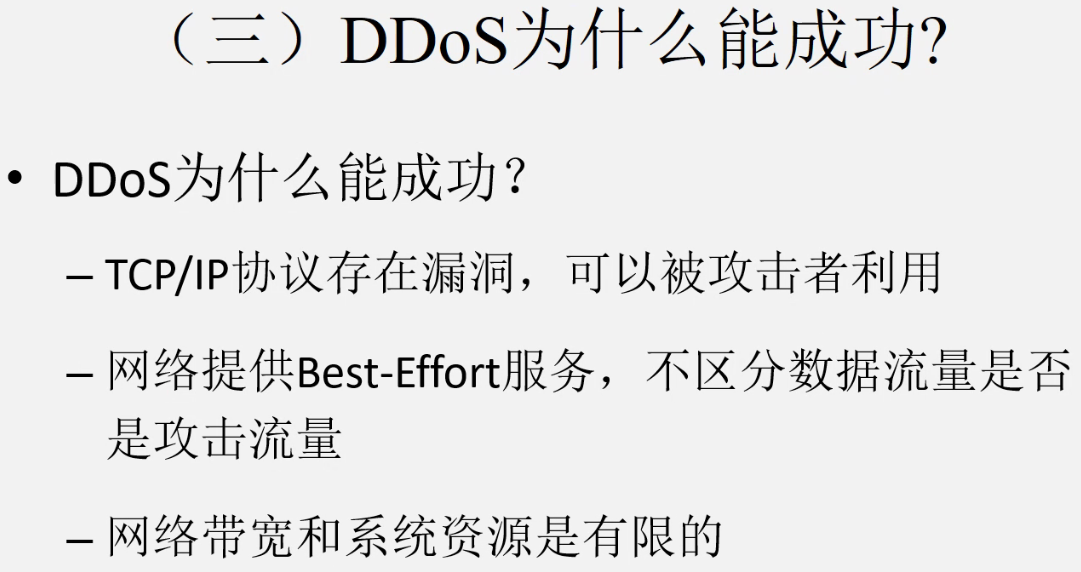 （三）DDoS为什么能成功?
• DDoS为什么能成功？
– TCP/IP协议存在漏洞，可以被攻击者利用
– 网络提供Best-Effort服务，不区分数据流量是否
是攻击流量
– 网络带宽和系统资源是有限的